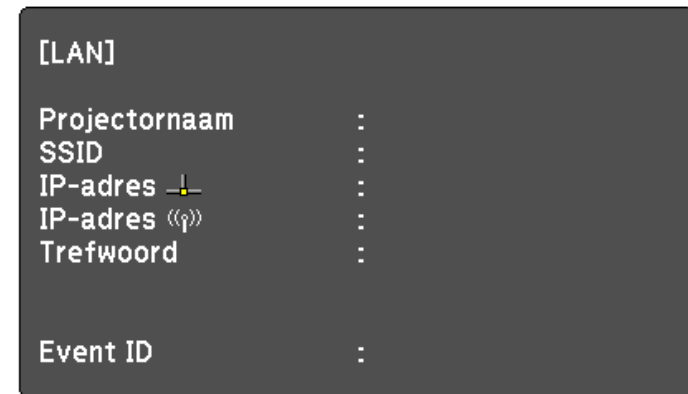 [LAN]
Projectornaam :
SSID :
IP-adres :
IP-adres :
Trefwoord :
Event ID :